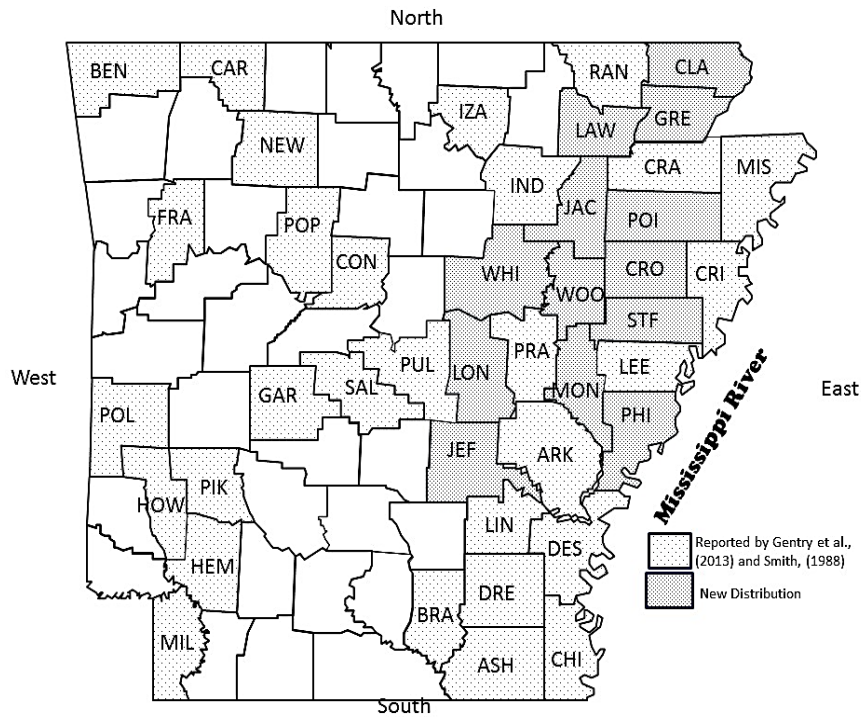 North
BEN
CAR
RAN
CLA
IZA
LAW
GRE
NEW
CRA
MIS
IND
JAC
POI
FRA
POP
CON
WHI
WOO
CRO
CRI
STF
PRA
LEE
PUL
LON
West
SAL
GAR
MON
East
POL
PHI
Mississippi River
JEF
ARK
HOW
PIK
LIN
DES
Reported by Gentry et al.,
(2013) and Smith, (1988)
HEM
DRE
New Distribution
BRA
MIL
ASH
CHI
South